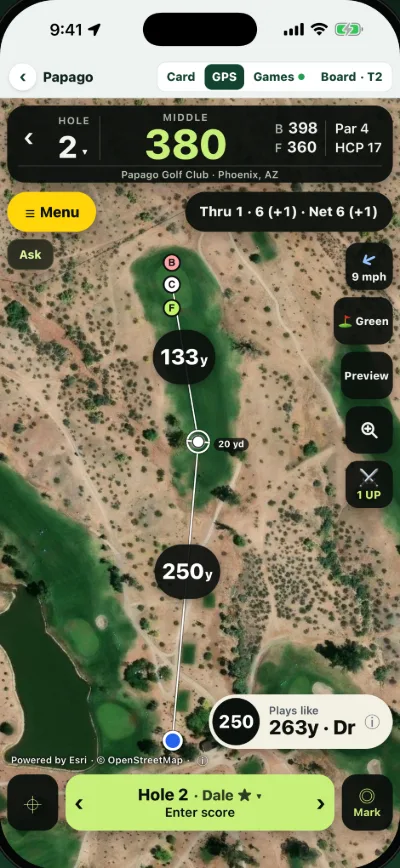 9:41
Papago
Card
GPS
Games
Board · T2
HOLE
2
MIDDLE
380
B 398
F 360
Par 4
HCP 17
Papago Golf Club · Phoenix, AZ
Menu
Thru 1 · 6 (+1) · Net 6 (+1)
Ask
9 mph
B
C
F
Green
133y
Preview
20 yd
1 UP
250y
250
Plays like
263y · Dr
Powered by Esri · © OpenStreetMap ·
Hole 2 · Dale ★
Enter score
Mark